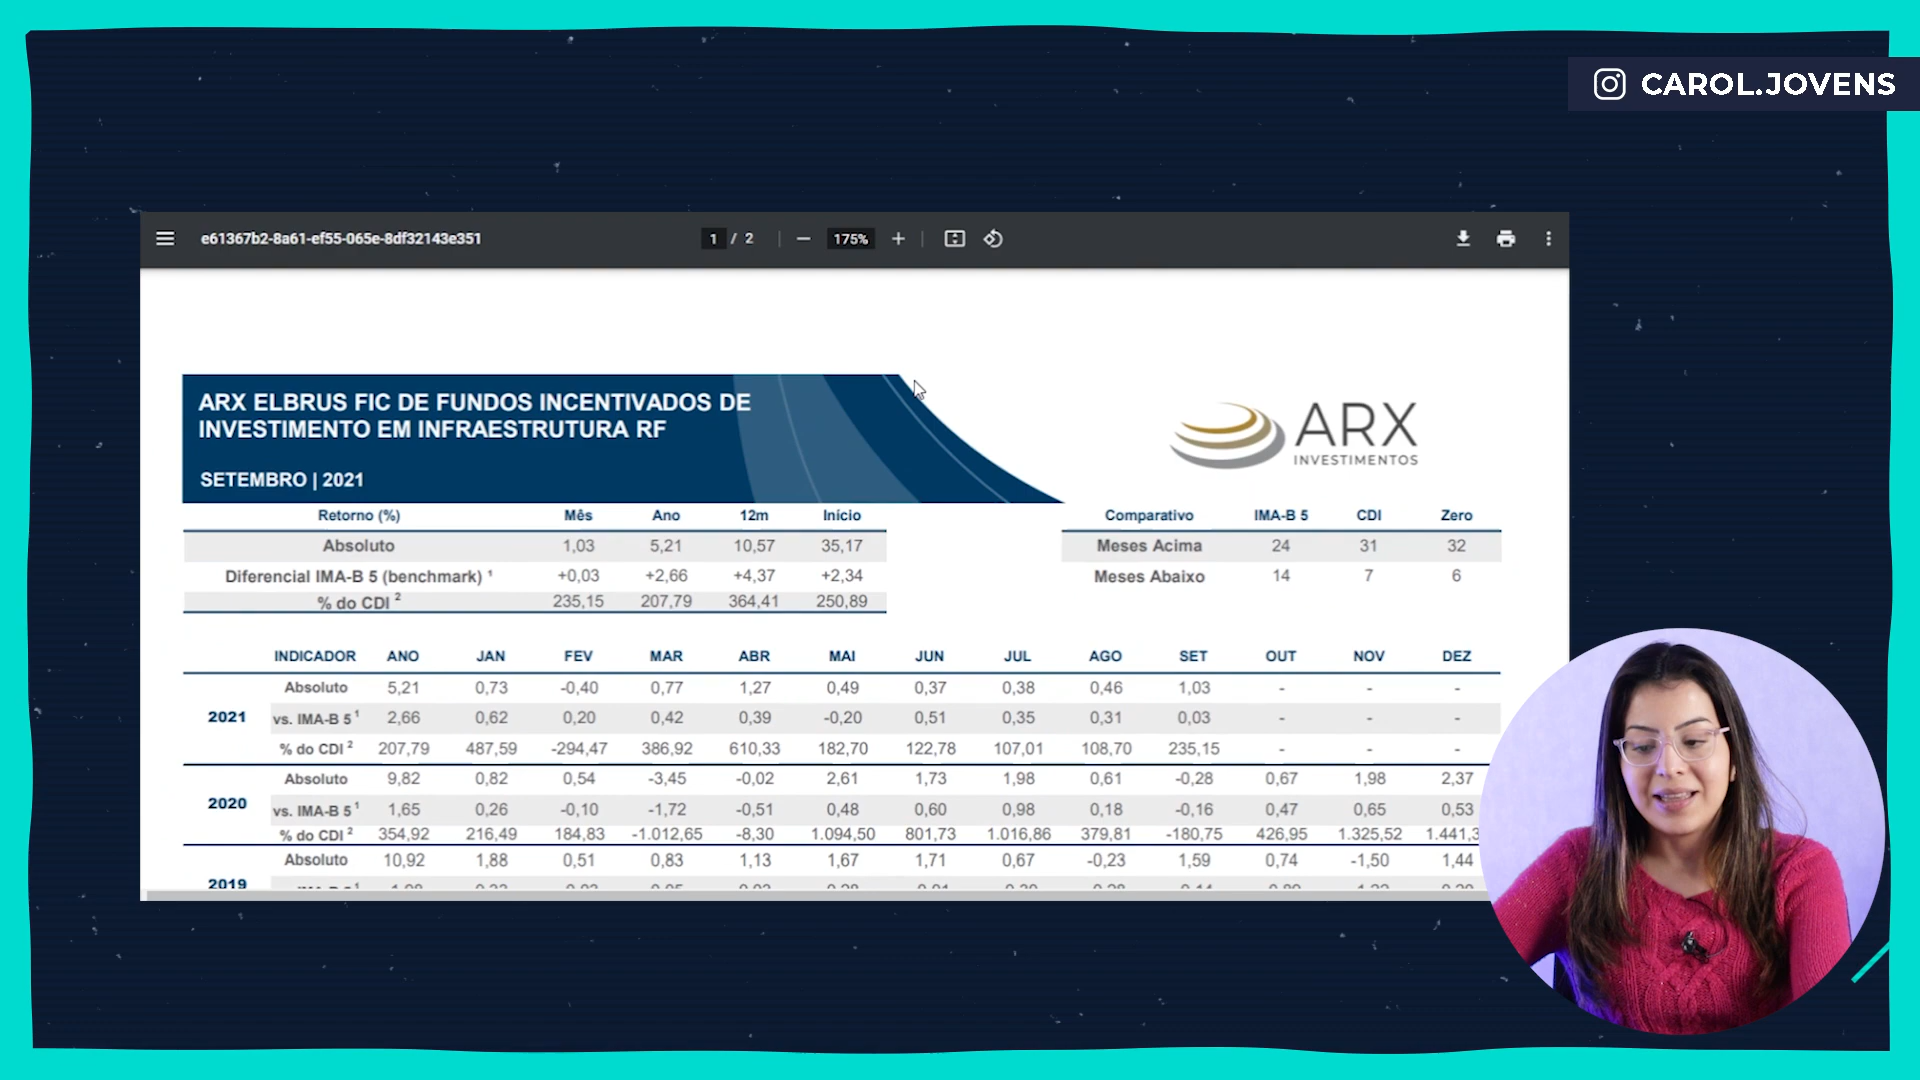 CAROL.JOVENS
e61367b2-8a61-ef55-065e-8df32143e351
1 / 2
175%
ARX ELBRUS FIC DE FUNDOS INCENTIVADOS DE
INVESTIMENTO EM INFRAESTRUTURA RF
SETEMBRO | 2021
ARX
INVESTIMENTOS
Retorno (%) Mês Ano 12m Início
Absoluto 1,03 5,21 10,57 35,17
Diferencial IMA-B 5 (benchmark) ¹ +0,03 +2,66 +4,37 +2,34
% do CDI ² 235,15 207,79 364,41 250,89
Comparativo IMA-B 5 CDI Zero
Meses Acima 24 31 32
Meses Abaixo 14 7 6
INDICADOR ANO JAN FEV MAR ABR MAI JUN JUL AGO SET OUT NOV DEZ
2021
Absoluto 5,21 0,73 -0,40 0,77 1,27 0,49 0,37 0,38 0,46 1,03 - - -
vs. IMA-B 5 ¹ 2,66 0,62 0,20 0,42 0,39 -0,20 0,51 0,35 0,31 0,03 - - -
% do CDI ² 207,79 487,59 -294,47 386,92 610,33 182,70 122,78 107,01 108,70 235,15 - - -
2020
Absoluto 9,82 0,82 0,54 -3,45 -0,02 2,61 1,73 1,98 0,61 -0,28 0,67 1,98 2,37
vs. IMA-B 5 ¹ 1,65 0,26 -0,10 -1,72 -0,51 0,48 0,60 0,98 0,18 -0,16 0,47 0,65 0,53
% do CDI ² 354,92 216,49 184,83 -1.012,65 -8,30 1.094,50 801,73 1.016,86 379,81 -180,75 426,95 1.325,52 1.441,3
2019
Absoluto 10,92 1,88 0,51 0,83 1,13 1,67 1,71 0,67 -0,23 1,59 0,74 -1,50 1,44